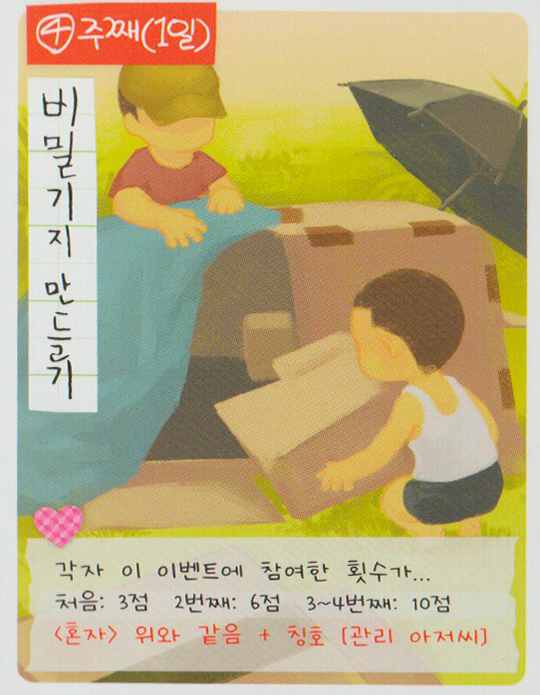 ④주째(1일)
비밀기지 만들기
각자 이 이벤트에 참여한 횟수가...
처음: 3점 2번째: 6점 3~4번째: 10점
<혼자> 위와 같음 + 칭호 [관리 아저씨]